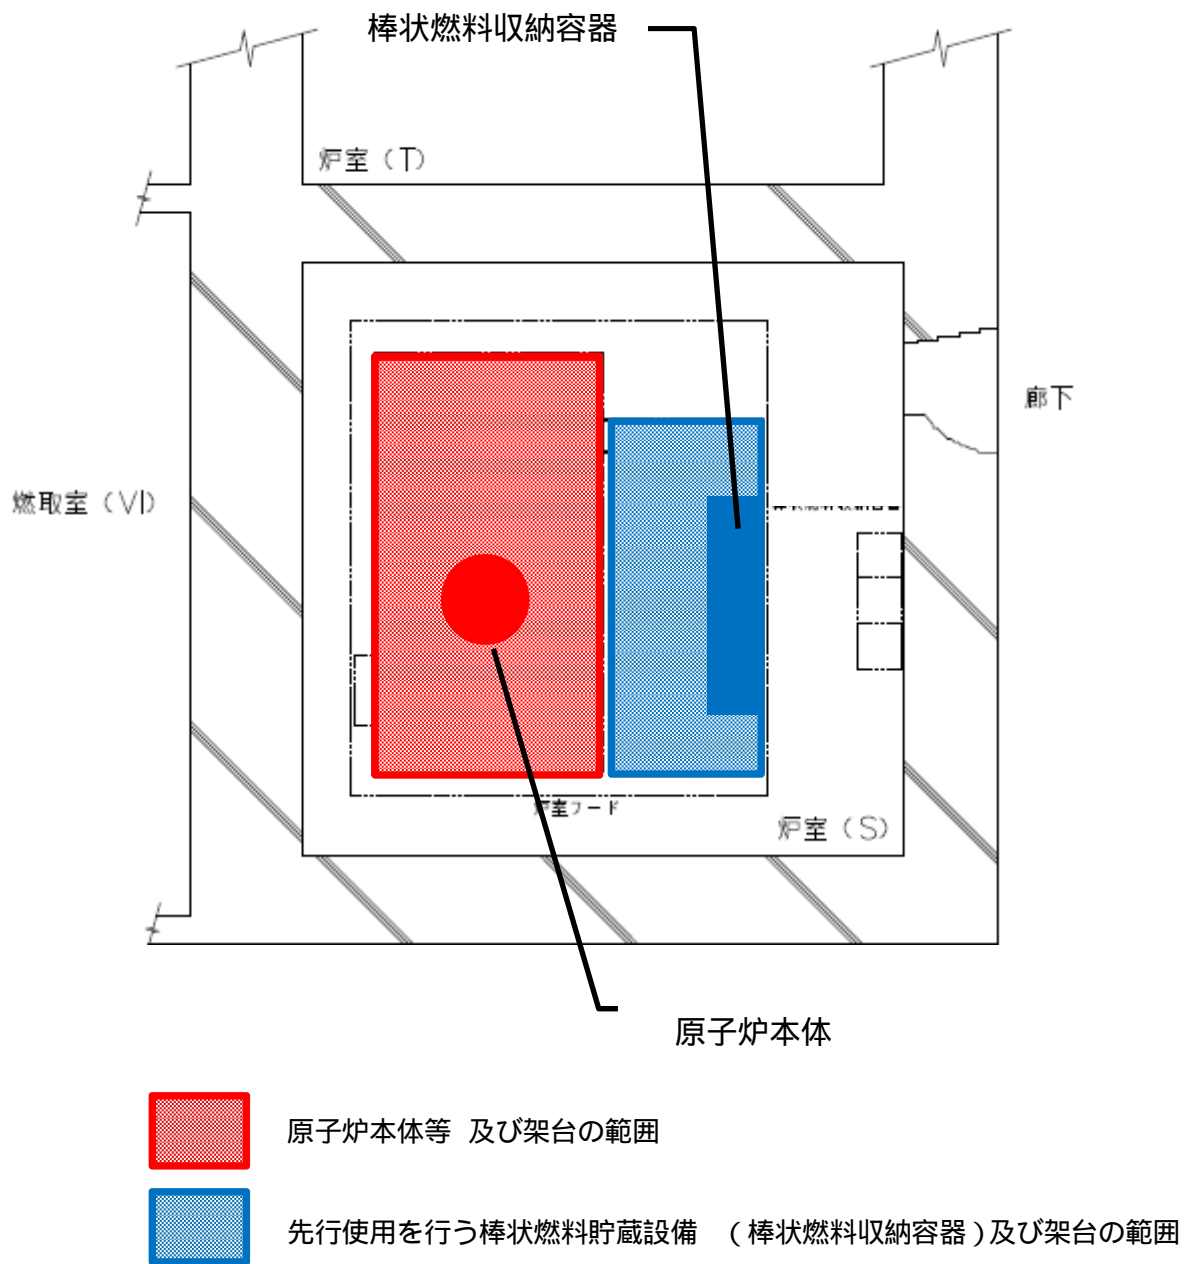 棒状燃料収納容器
炉室（T）
廊下
燃取室（VI）
炉室フード
炉室（S）
原子炉本体
原子炉本体等 及び架台の範囲
先行使用を行う棒状燃料貯蔵設備 （棒状燃料収納容器）及び架台の範囲